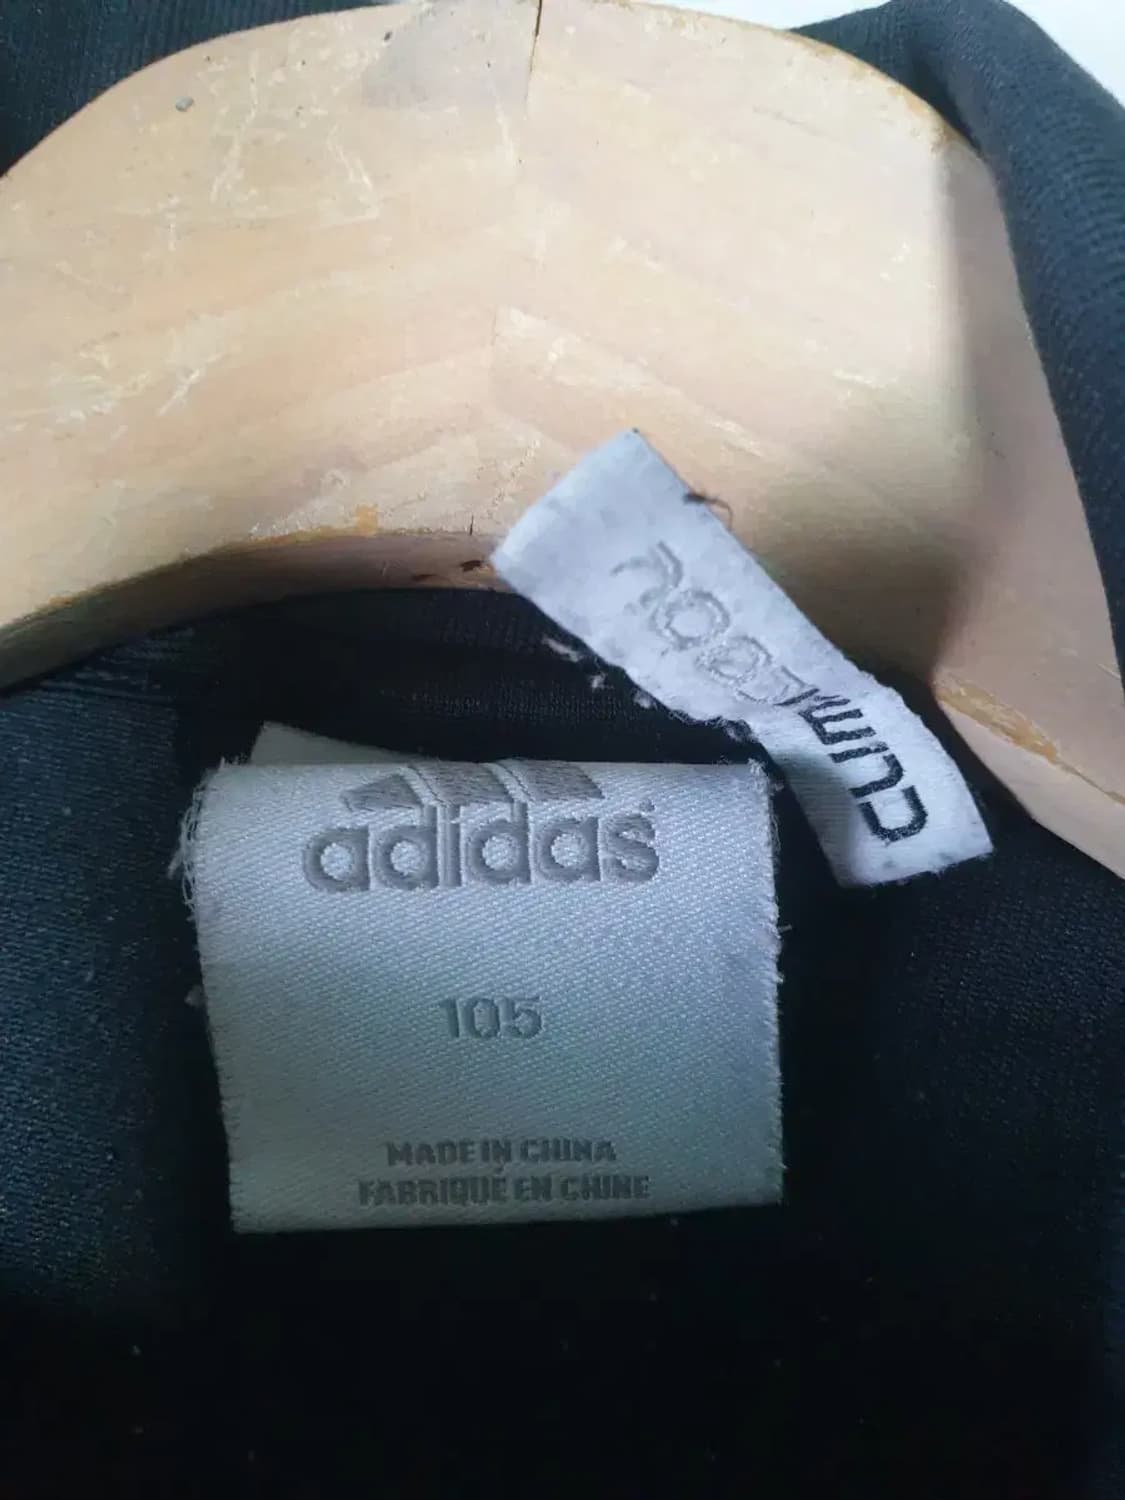 CLIMACOOL
adidas
105
MADE IN CHINA
FABRIQUÉ EN CHINE